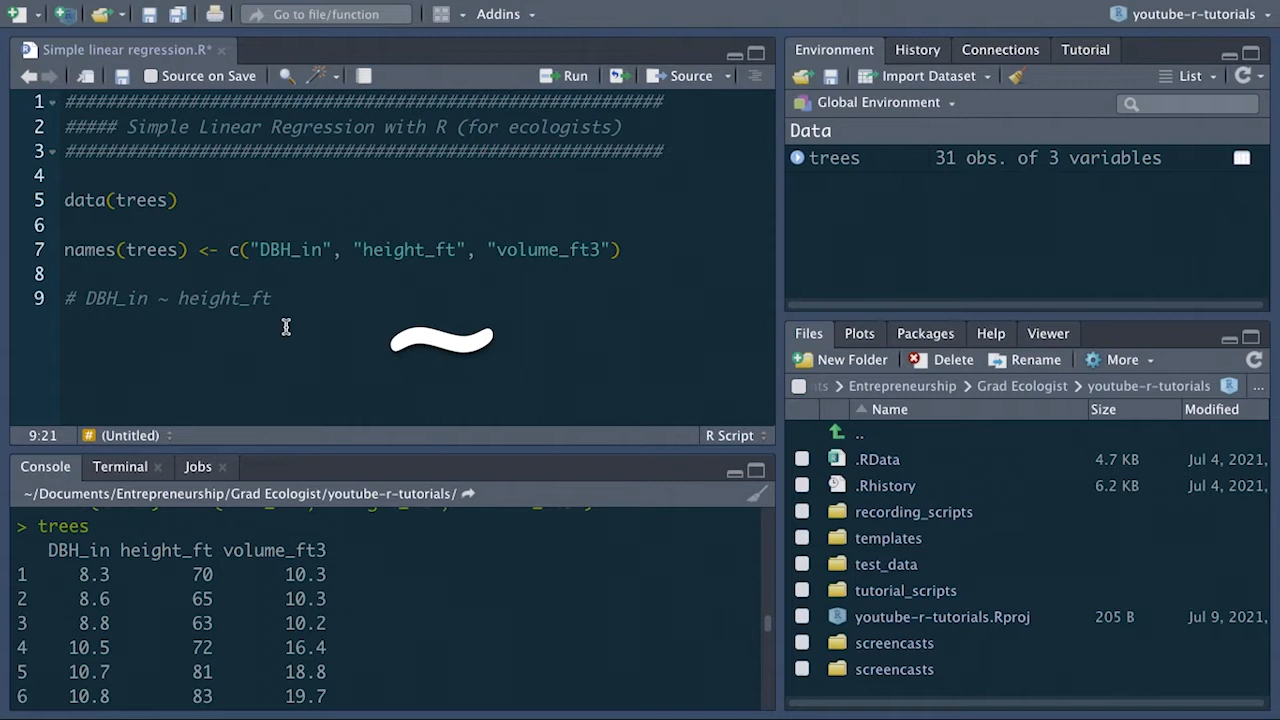 Go to file/function
Addins
youtube-r-tutorials
Simple linear regression.R*
Source on Save
Run
Source
1 ##########################################################
2 ##### Simple Linear Regression with R (for ecologists)
3 ##########################################################
4
5 data(trees)
6
7 names(trees) <- c("DBH_in", "height_ft", "volume_ft3")
8
9 # DBH_in ~ height_ft
~
9:21 # (Untitled) R Script
Console Terminal Jobs
~/Documents/Entrepreneurship/Grad Ecologist/youtube-r-tutorials/
> trees
DBH_in height_ft volume_ft3
1 8.3 70 10.3
2 8.6 65 10.3
3 8.8 63 10.2
4 10.5 72 16.4
5 10.7 81 18.8
6 10.8 83 19.7
Environment History Connections Tutorial
Import Dataset List
Global Environment
Data
trees 31 obs. of 3 variables
Files Plots Packages Help Viewer
New Folder Delete Rename More
nts Entrepreneurship Grad Ecologist youtube-r-tutorials ...
Name Size Modified
..
.RData 4.7 KB Jul 4, 2021,
.Rhistory 6.2 KB Jul 4, 2021,
recording_scripts
templates
test_data
tutorial_scripts
youtube-r-tutorials.Rproj 205 B Jul 9, 2021,
screencasts
screencasts